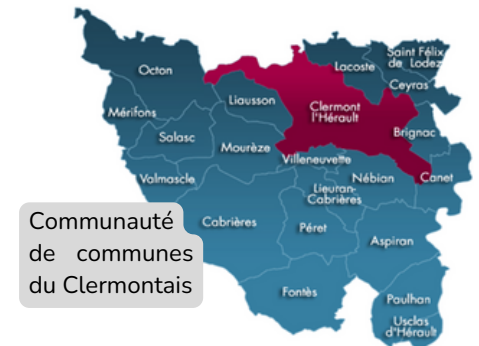 Saint Félix
de Lodez
Octon
Lacoste
Ceyras
Liausson
Clermont
l'Hérault
Mérifons
Brignac
Salasc
Mourèze
Villeneuvette
Valmascle
Nébian
Canet
Lieuran-
Cabrières
Cabrières
Péret
Aspiran
Communauté
de communes
du Clermontais
Fontès
Paulhan
Usclas
d'Hérault